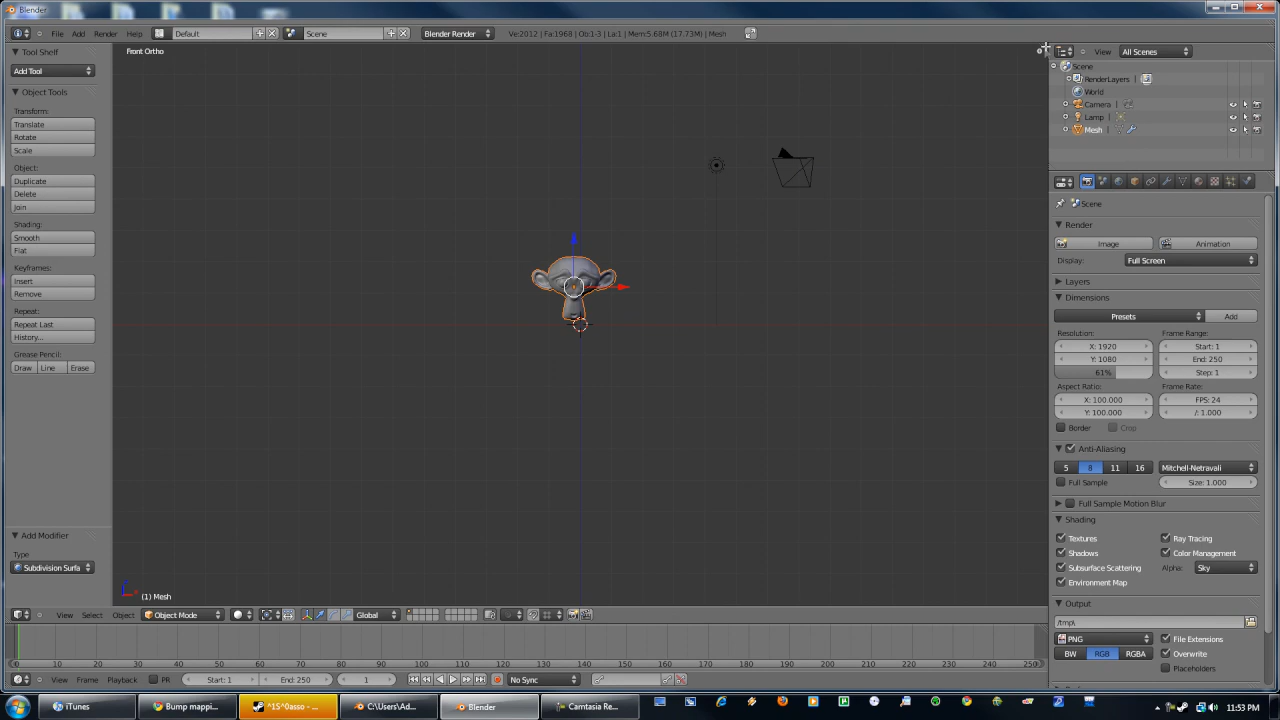 Blender
File Add Render Help Default Scene Blender Render Ve:2012 | Fa:1968 | Ob:1-3 | La:1 | Mem:5.68M (17.73M) | Mesh
Tool Shelf
Add Tool
Object Tools
Transform:
Translate
Rotate
Scale
Object:
Duplicate
Delete
Join
Shading:
Smooth
Flat
Keyframes:
Insert
Remove
Repeat:
Repeat Last
History...
Grease Pencil:
Draw Line Erase
Add Modifier
Type
Subdivision Surfa
Front Ortho
(1) Mesh
View Select Object Object Mode Global
0 10 20 30 40 50 60 70 80 90 100 110 120 130 140 150 160 170 180 190 200 210 220 230 240 250
View Frame Playback PR Start: 1 End: 250 1 No Sync
View All Scenes
Scene
RenderLayers |
World
Camera |
Lamp |
Mesh |
Scene
Render
Image Animation
Display: Full Screen
Layers
Dimensions
Presets Add
Resolution: Frame Range:
X: 1920 Start: 1
Y: 1080 End: 250
61% Step: 1
Aspect Ratio: Frame Rate:
X: 100.000 FPS: 24
Y: 100.000 /: 1.000
Border Crop
Anti-Aliasing
5 8 11 16 Mitchell-Netravali
Full Sample Size: 1.000
Full Sample Motion Blur
Shading
Textures Ray Tracing
Shadows Color Management
Subsurface Scattering Alpha: Sky
Environment Map
Output
/tmp\
PNG File Extensions
BW RGB RGBA Overwrite
Placeholders
iTunes Bump mappi... ^1S^0asso - ... C:\Users\Ad... Blender Camtasia Re... 11:53 PM